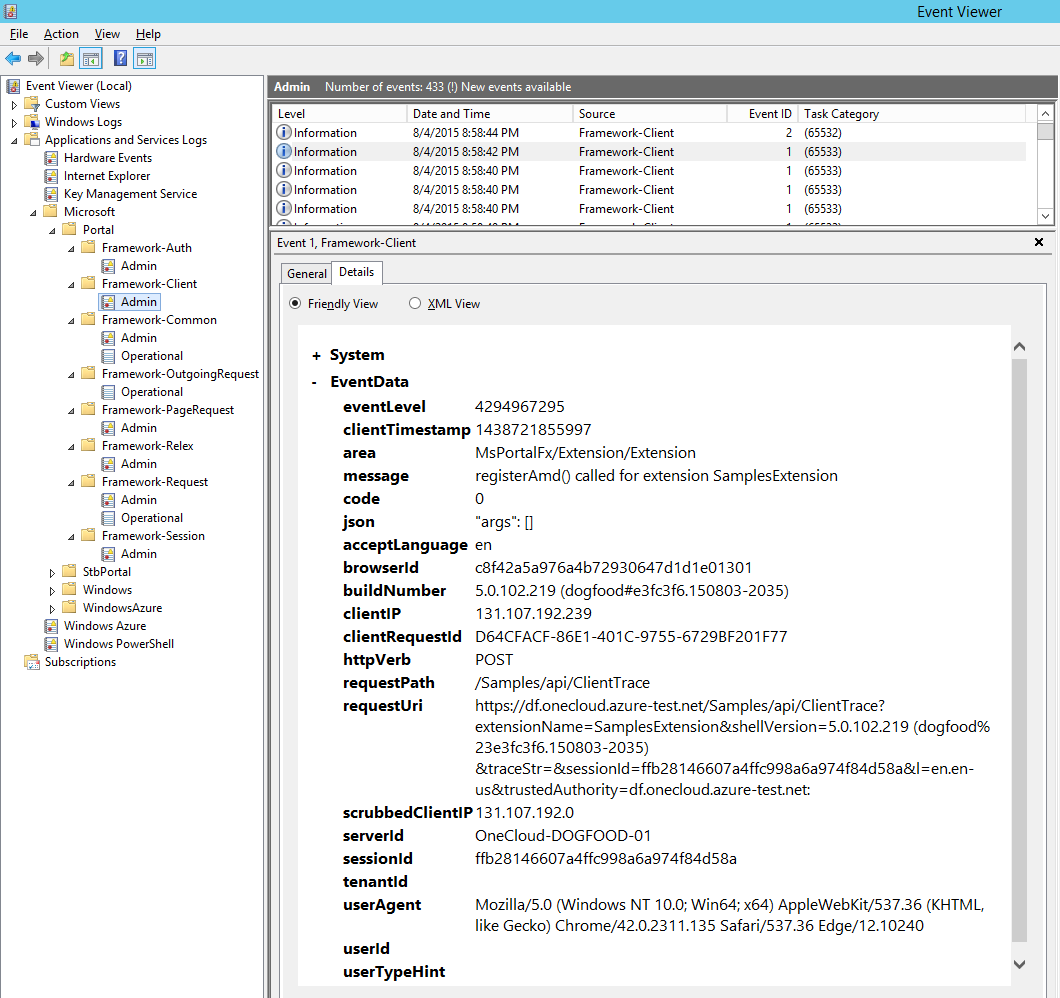 Event Viewer
File Action View Help
Event Viewer (Local)
Custom Views
Windows Logs
Applications and Services Logs
Hardware Events
Internet Explorer
Key Management Service
Microsoft
Portal
Framework-Auth
Admin
Framework-Client
Admin
Framework-Common
Admin
Operational
Framework-OutgoingRequest
Operational
Framework-PageRequest
Admin
Framework-Relex
Admin
Framework-Request
Admin
Operational
Framework-Session
Admin
StbPortal
Windows
WindowsAzure
Windows Azure
Windows PowerShell
Subscriptions
Admin Number of events: 433 (!) New events available
Level Date and Time Source Event ID Task Category
Information 8/4/2015 8:58:44 PM Framework-Client 2 (65532)
Information 8/4/2015 8:58:42 PM Framework-Client 1 (65533)
Information 8/4/2015 8:58:40 PM Framework-Client 1 (65533)
Information 8/4/2015 8:58:40 PM Framework-Client 1 (65533)
Information 8/4/2015 8:58:40 PM Framework-Client 1 (65533)
Event 1, Framework-Client
General Details
Friendly View XML View
+ System
- EventData
eventLevel 4294967295
clientTimestamp 1438721855997
area MsPortalFx/Extension/Extension
message registerAmd() called for extension SamplesExtension
code 0
json "args": []
acceptLanguage en
browserId c8f42a5a976a4b72930647d1d1e01301
buildNumber 5.0.102.219 (dogfood#e3fc3f6.150803-2035)
clientIP 131.107.192.239
clientRequestId D64CFACF-86E1-401C-9755-6729BF201F77
httpVerb POST
requestPath /Samples/api/ClientTrace
requestUri https://df.onecloud.azure-test.net/Samples/api/ClientTrace?
extensionName=SamplesExtension&shellVersion=5.0.102.219 (dogfood%
23e3fc3f6.150803-2035)
&traceStr=&sessionId=ffb28146607a4ffc998a6a974f84d58a&l=en.en-
us&trustedAuthority=df.onecloud.azure-test.net:
scrubbedClientIP 131.107.192.0
serverId OneCloud-DOGFOOD-01
sessionId ffb28146607a4ffc998a6a974f84d58a
tenantId
userAgent Mozilla/5.0 (Windows NT 10.0; Win64; x64) AppleWebKit/537.36 (KHTML,
like Gecko) Chrome/42.0.2311.135 Safari/537.36 Edge/12.10240
userId
userTypeHint